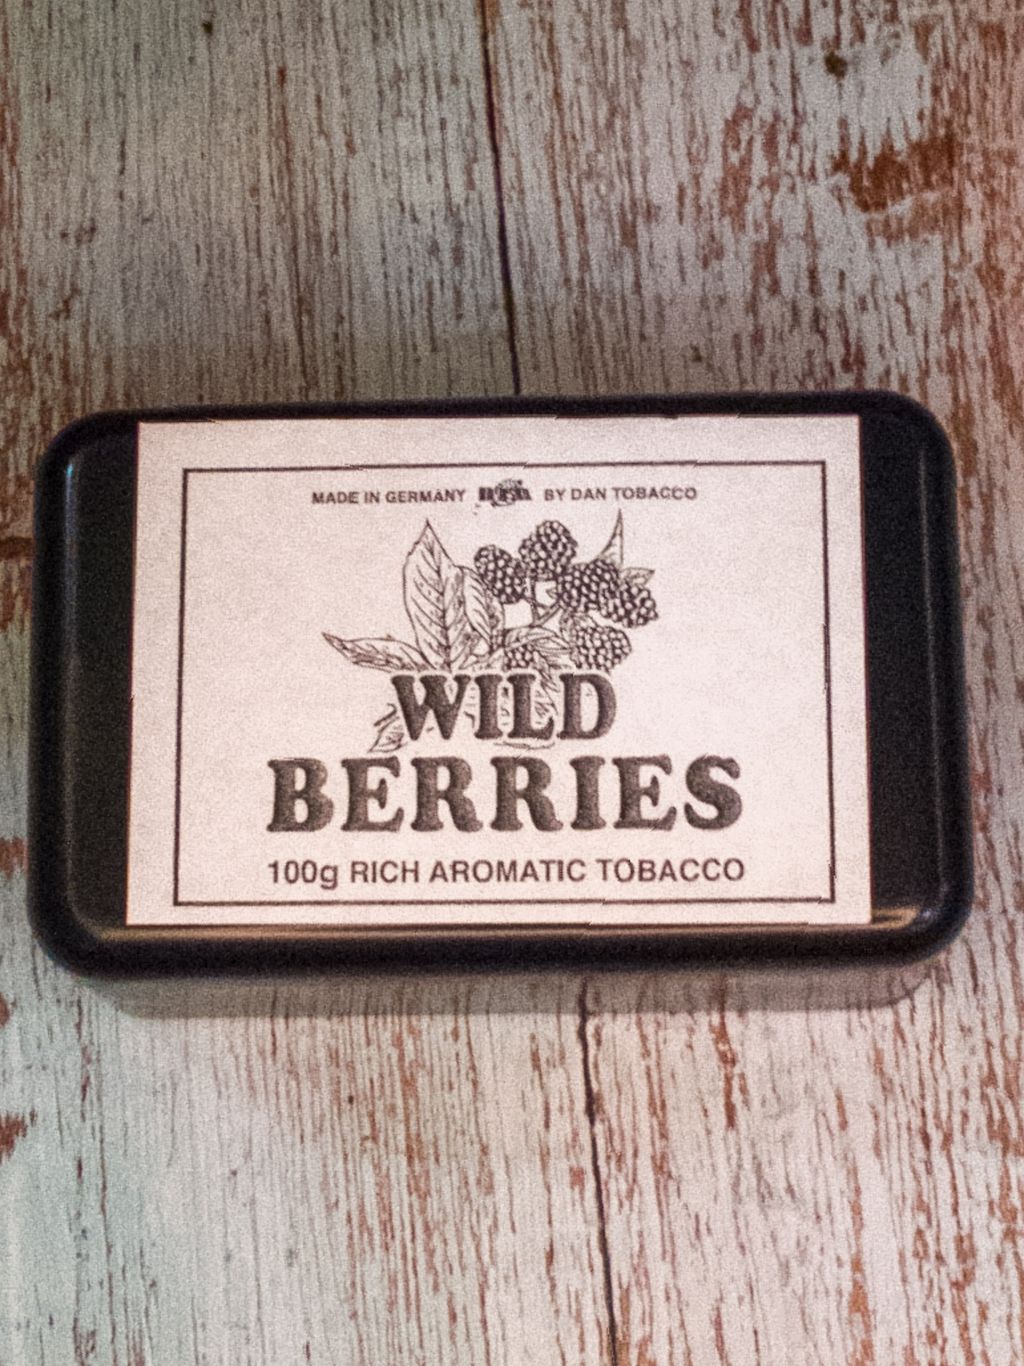 MADE IN GERMANY BY DAN TOBACCO
WILD
BERRIES
100g RICH AROMATIC TOBACCO